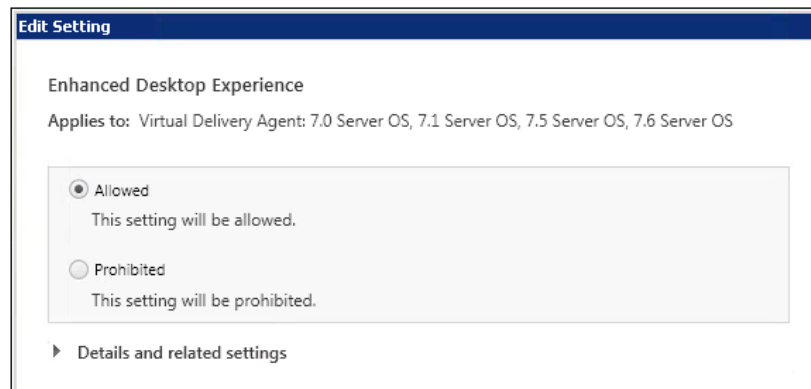 Edit Setting
Enhanced Desktop Experience
Applies to: Virtual Delivery Agent: 7.0 Server OS, 7.1 Server OS, 7.5 Server OS, 7.6 Server OS
Allowed
This setting will be allowed.
Prohibited
This setting will be prohibited.
Details and related settings